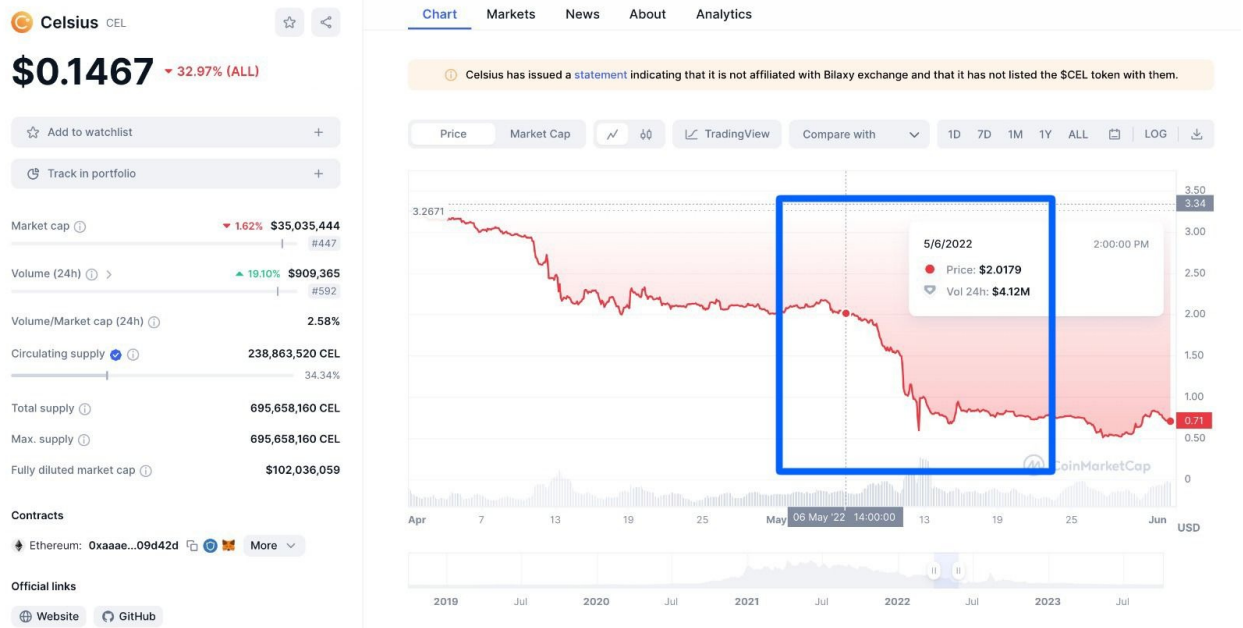 Celsius CEL
$0.1467 32.97% (ALL)
Add to watchlist
Track in portfolio
Market cap 1.62% $35,035,444
#447
Volume (24h) 19.10% $909,365
#592
Volume/Market cap (24h) 2.58%
Circulating supply 238,863,520 CEL
34.34%
Total supply 695,658,160 CEL
Max. supply 695,658,160 CEL
Fully diluted market cap $102,036,059
Contracts
Ethereum: 0xaaae...09d42d More
Official links
Website GitHub
Chart Markets News About Analytics
Celsius has issued a statement indicating that it is not affiliated with Bilaxy exchange and that it has not listed the $CEL token with them.
Price Market Cap TradingView Compare with 1D 7D 1M 1Y ALL LOG
3.50
3.34
3.2671
3.00
5/6/2022 2:00:00 PM
Price: $2.0179
Vol 24h: $4.12M
2.50
2.00
1.50
1.00
0.71
0.50
CoinMarketCap
0
Apr 7 13 19 25 May 06 May '22 14:00:00 13 19 25 Jun USD
2019 Jul 2020 Jul 2021 Jul 2022 Jul 2023 Jul